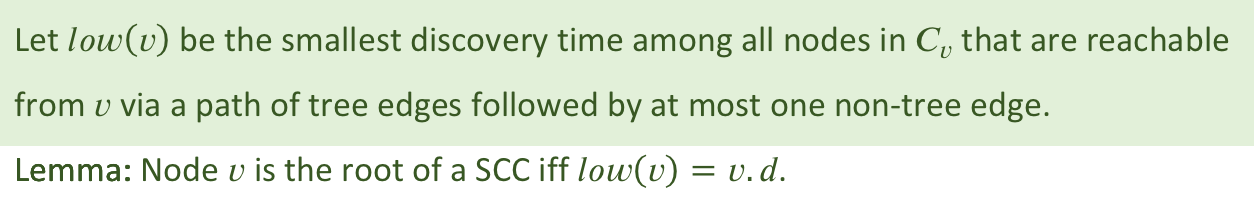 Let low(v) be the smallest discovery time among all nodes in C_v that are reachable
from v via a path of tree edges followed by at most one non-tree edge.
Lemma: Node v is the root of a SCC iff low(v) = v.d.